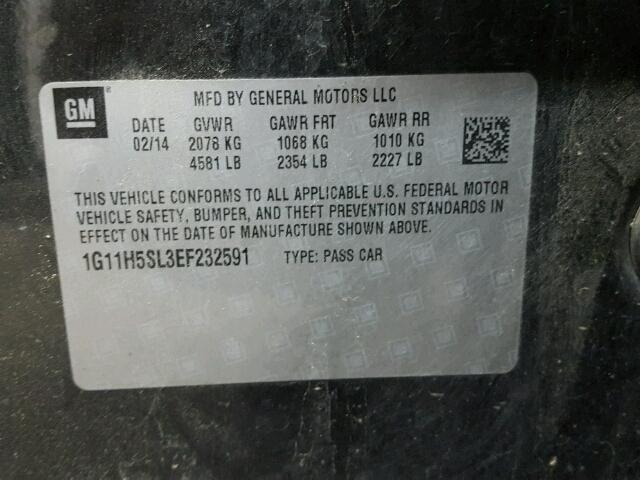 GM ®
MFD BY GENERAL MOTORS LLC
DATE GVWR GAWR FRT GAWR RR
02/14 2078 KG 1068 KG 1010 KG
4581 LB 2354 LB 2227 LB
THIS VEHICLE CONFORMS TO ALL APPLICABLE U.S. FEDERAL MOTOR
VEHICLE SAFETY, BUMPER, AND THEFT PREVENTION STANDARDS IN
EFFECT ON THE DATE OF MANUFACTURE SHOWN ABOVE.
1G11H5SL3EF232591 TYPE: PASS CAR